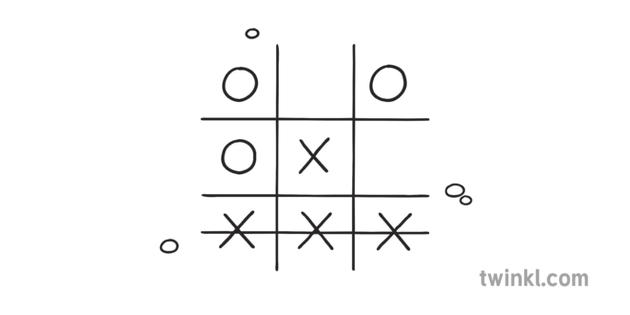 O O
O X
X X X
twinkl.com